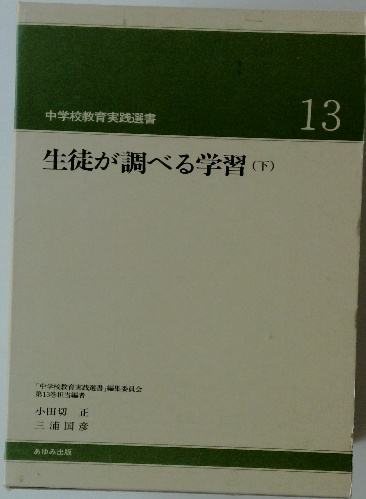 中学校教育実践選書
13
生徒が調べる学習(下)
「中学校教育実践選書」編集委員会
第13巻担当編者
小田切 正
三浦国彦
あゆみ出版